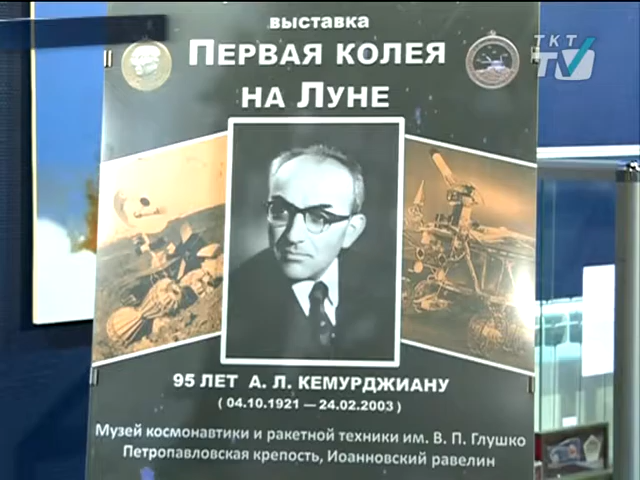 выставка
ТКТ
TV
ПЕРВАЯ КОЛЕЯ
НА ЛУНЕ
95 ЛЕТ А. Л. КЕМУРДЖИАНУ
( 04.10.1921 — 24.02.2003 )
Музей космонавтики и ракетной техники им. В. П. Глушко
Петропавловская крепость, Иоанновский равелин